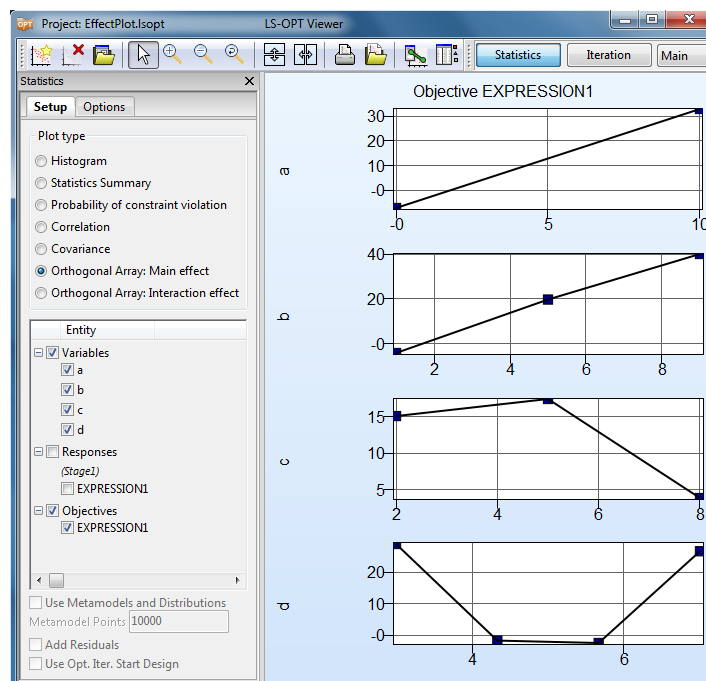 OPT Project: EffectPlot.lsopt LS-OPT Viewer
Statistics Iteration Main
Statistics
Setup Options
Plot type
Histogram
Statistics Summary
Probability of constraint violation
Correlation
Covariance
Orthogonal Array: Main effect
Orthogonal Array: Interaction effect
Entity
Variables
a
b
c
d
Responses
(Stage1)
EXPRESSION1
Objectives
EXPRESSION1
Use Metamodels and Distributions
Metamodel Points 10000
Add Residuals
Use Opt. Iter. Start Design
Objective EXPRESSION1
a
30
20
10
-0
-0 5 10
b
40
20
-0
2 4 6 8
c
15
10
5
2 4 6 8
d
20
10
-0
4 6